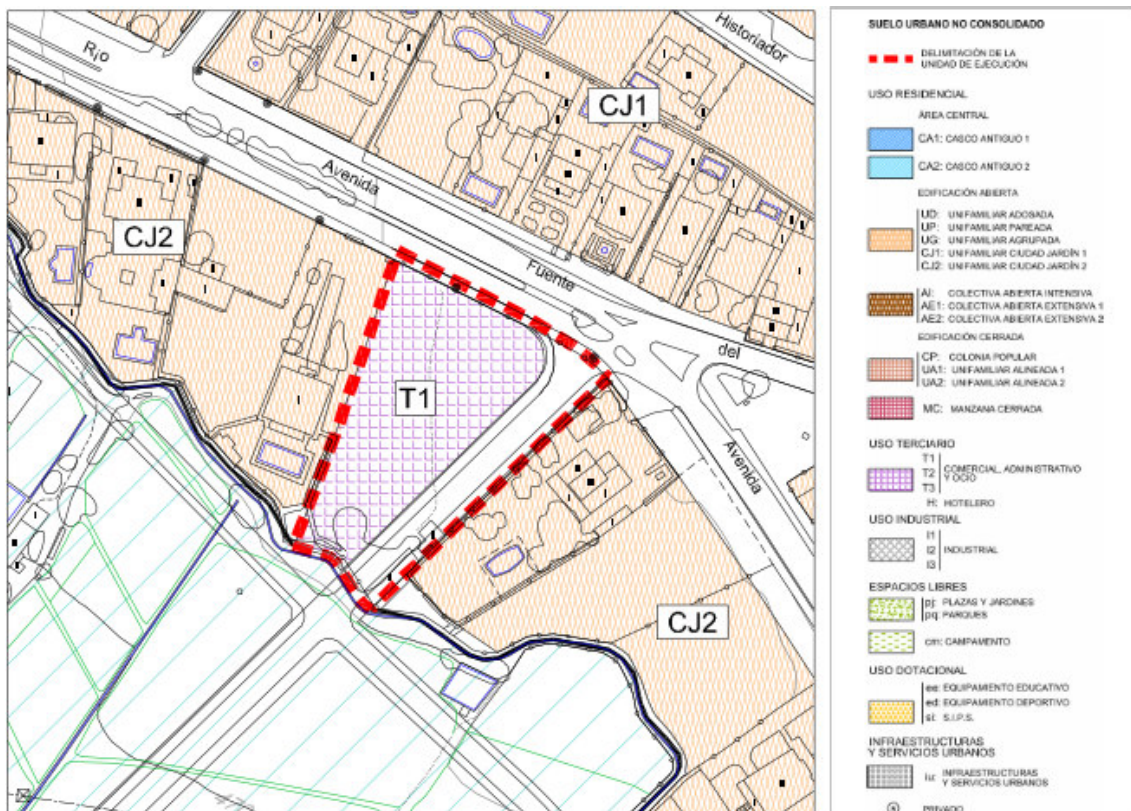 Río
Historiador
CJ1
Avenida
CJ2
Fuente
del
T1
Avenida
CJ2
SUELO URBANO NO CONSOLIDADO
DELIMITACIÓN DE LA
UNIDAD DE EJECUCIÓN
USO RESIDENCIAL
ÁREA CENTRAL
CA1: CASCO ANTIGUO 1
CA2: CASCO ANTIGUO 2
EDIFICACIÓN ABIERTA
UD: UNIFAMILIAR ADOSADA
UP: UNIFAMILIAR PAREADA
UG: UNIFAMILIAR AGRUPADA
CJ1: UNIFAMILIAR CIUDAD JARDÍN 1
CJ2: UNIFAMILIAR CIUDAD JARDÍN 2
AI: COLECTIVA ABIERTA INTENSIVA
AE1: COLECTIVA ABIERTA EXTENSIVA 1
AE2: COLECTIVA ABIERTA EXTENSIVA 2
EDIFICACIÓN CERRADA
CP: COLONIA POPULAR
UA1: UNIFAMILIAR ALINEADA 1
UA2: UNIFAMILIAR ALINEADA 2
MC: MANZANA CERRADA
USO TERCIARIO
T1
T2 COMERCIAL, ADMINISTRATIVO
T3 Y OCIO
H: HOTELERO
USO INDUSTRIAL
I1
I2 INDUSTRIAL
I3
ESPACIOS LIBRES
pj: PLAZAS Y JARDINES
pq: PARQUES
cm: CAMPAMENTO
USO DOTACIONAL
ee: EQUIPAMIENTO EDUCATIVO
ed: EQUIPAMIENTO DEPORTIVO
si: S.I.P.S.
INFRAESTRUCTURAS
Y SERVICIOS URBANOS
iu: INFRAESTRUCTURAS
Y SERVICIOS URBANOS
PRIVADO